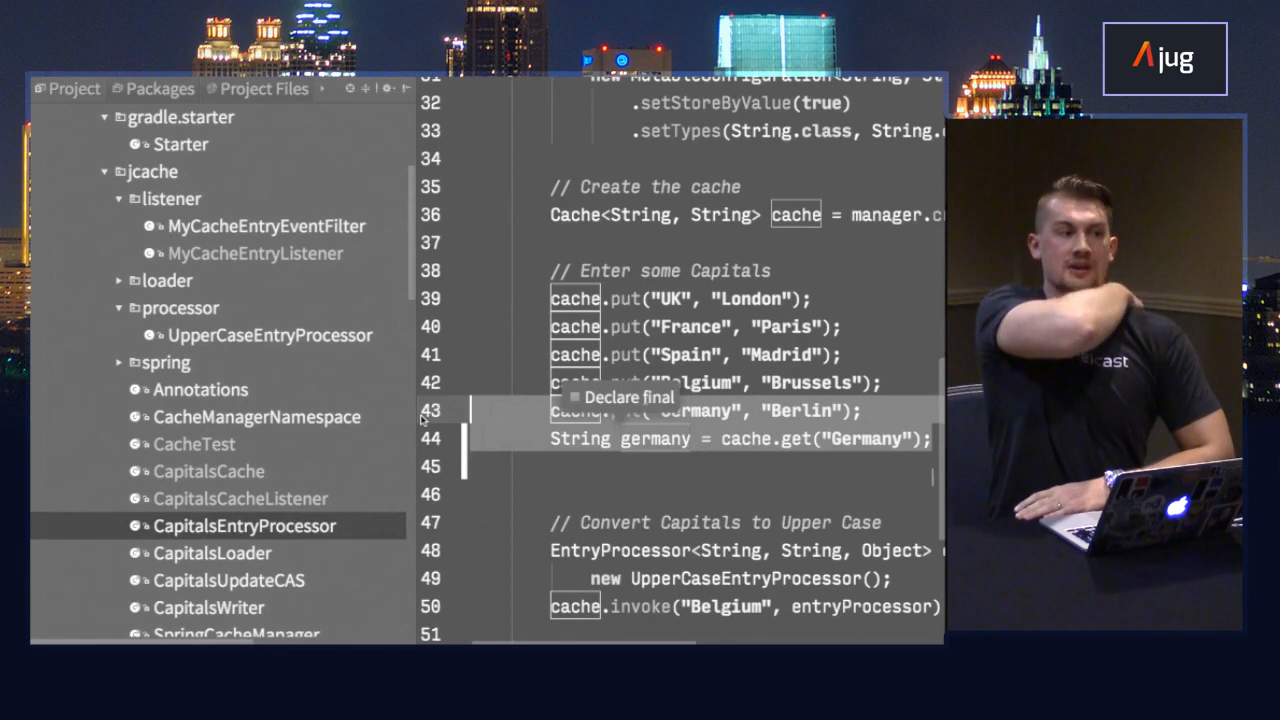 Λjug
Project Packages Project Files
gradle.starter
Starter
jcache
listener
MyCacheEntryEventFilter
MyCacheEntryListener
loader
processor
UpperCaseEntryProcessor
spring
Annotations
CacheManagerNamespace
CacheTest
CapitalsCache
CapitalsCacheListener
CapitalsEntryProcessor
CapitalsLoader
CapitalsUpdateCAS
CapitalsWriter
SpringCacheManager
31
32 .setStoreByValue(true)
33 .setTypes(String.class, String.
34
35 // Create the cache
36 Cache<String, String> cache = manager.c
37
38 // Enter some Capitals
39 cache.put("UK", "London");
40 cache.put("France", "Paris");
41 cache.put("Spain", "Madrid");
42 "Belgium", "Brussels");
Declare final
43 "Berlin");
44 String germany = cache.get("Germany");
45
46
47 // Convert Capitals to Upper Case
48 EntryProcessor<String, String, Object>
49 new UpperCaseEntryProcessor();
50 cache.invoke("Belgium", entryProcessor)
51
elcast